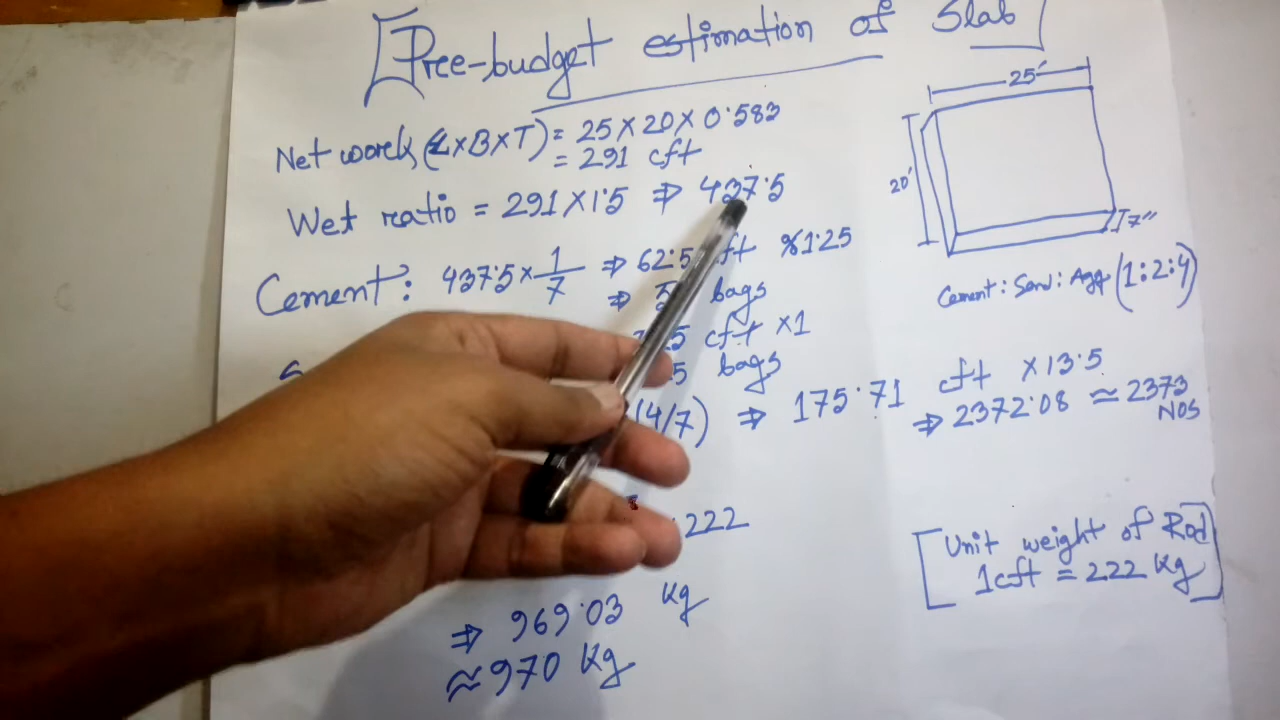 Pree-budget estimation of Slab
25'
Net work, (L×B×T) = 25 × 20 × 0.583
= 291 cft
20'
Wet ratio = 291 × 1.5 ⇒ 437.5
7"
Cement: 437.5 × 1/7 ⇒ 62.5 cft % 1.25
⇒ bags
Cement: Sand: Agg (1:2:4)
5 cft × 1
5 bags
(4/7) ⇒ 175.71 cft × 13.5
⇒ 2372.08 ≈ 2373
NOS
.222
[Unit weight of Rod
1cft = 222 Kg]
⇒ 969.03 Kg
≈ 970 Kg